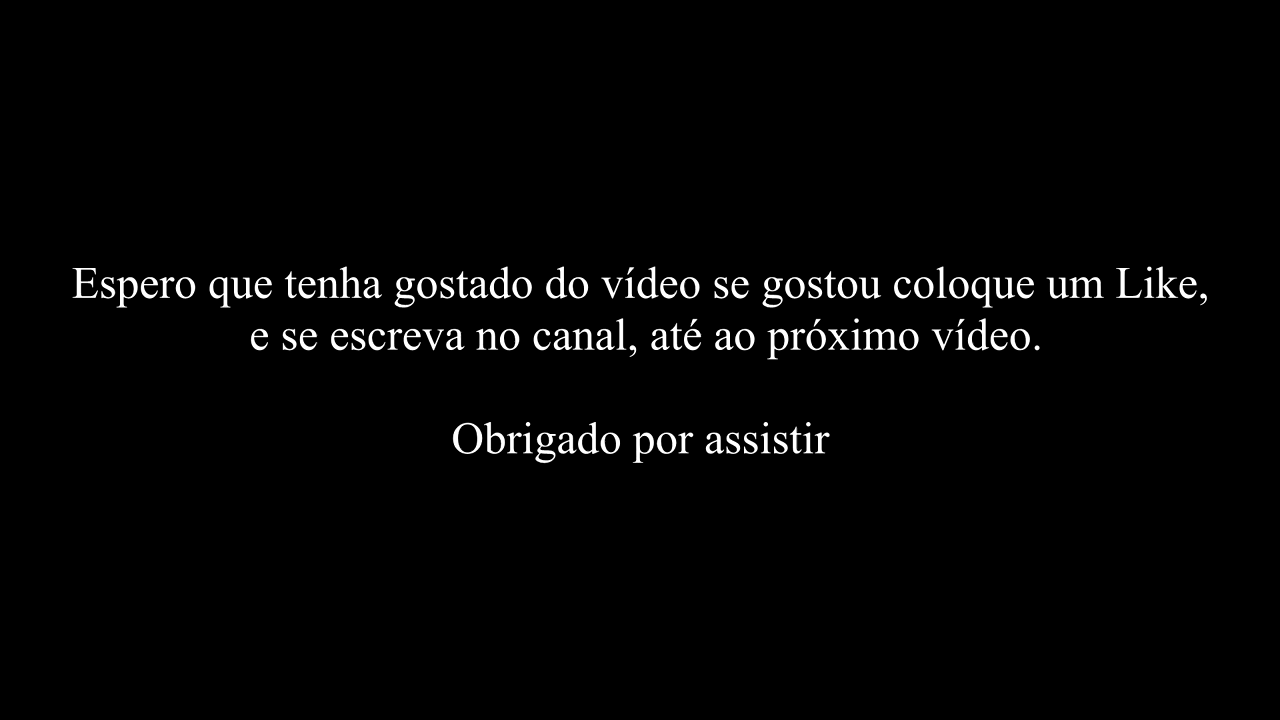 Espero que tenha gostado do vídeo se gostou coloque um Like,
e se escreva no canal, até ao próximo vídeo.
Obrigado por assistir